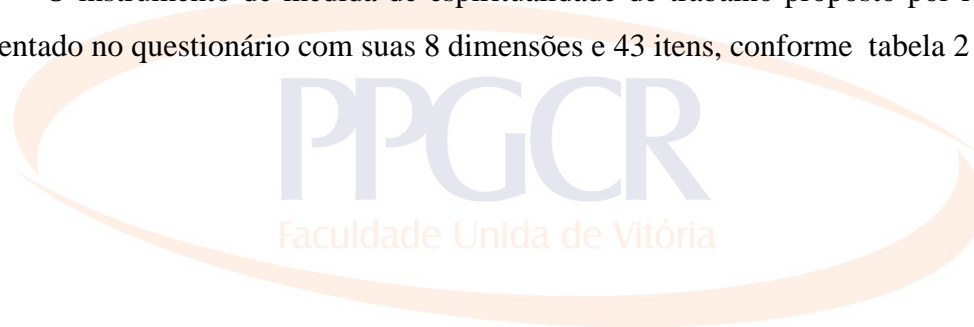 O instrumento de medida de espiritualidade de trabalho proposto por
entado no questionário com suas 8 dimensões e 43 itens, conforme tabela 2
PPGCR
Faculdade Unida de Vitória